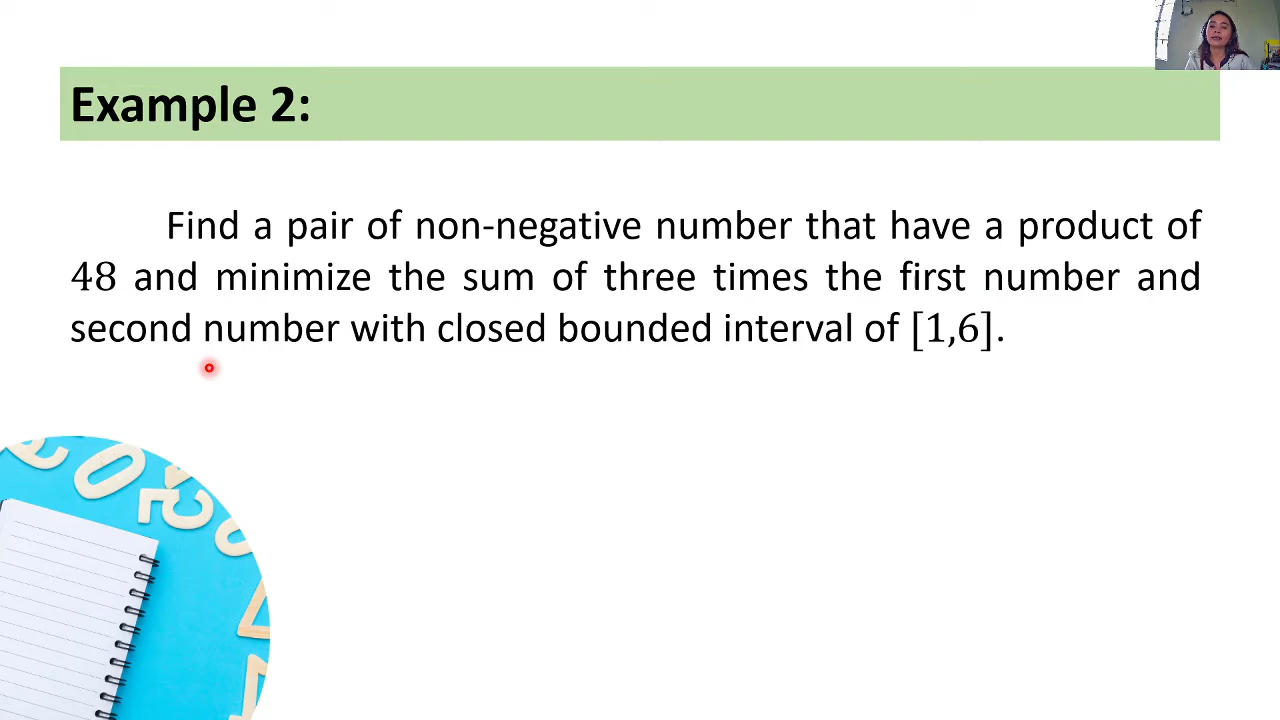 Example 2:
Find a pair of non-negative number that have a product of
48 and minimize the sum of three times the first number and
second number with closed bounded interval of [1,6].